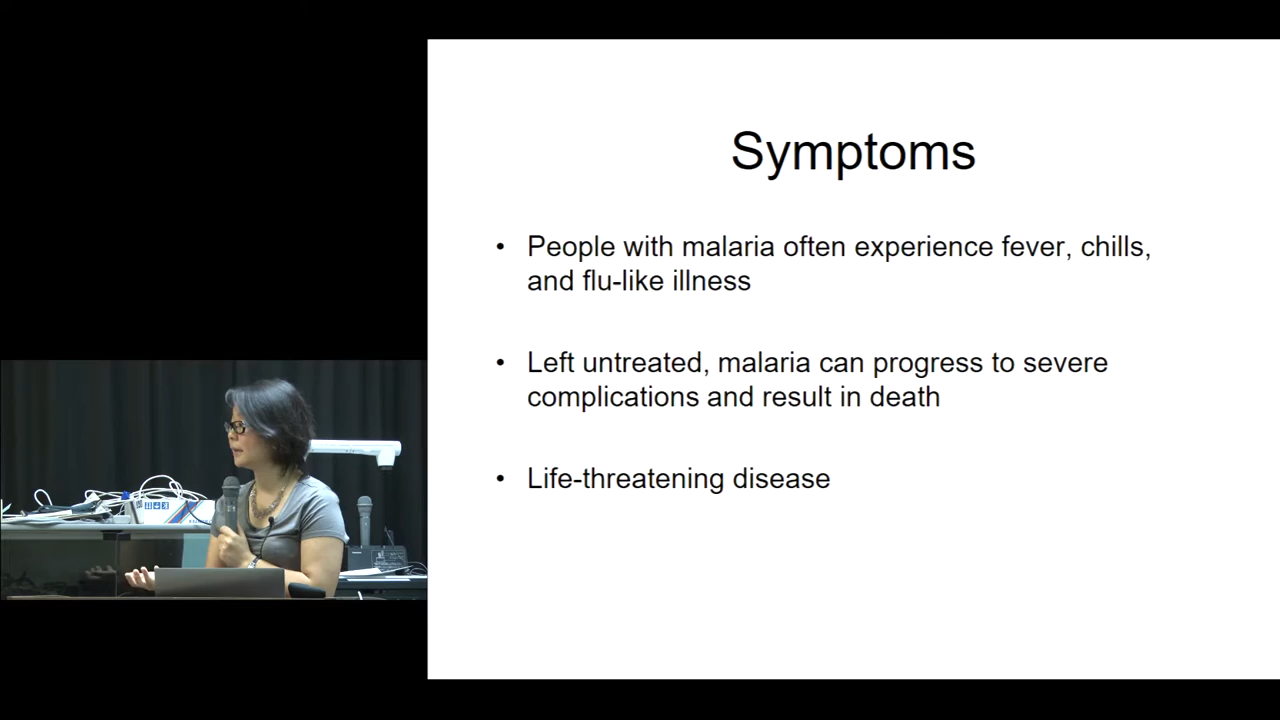 Symptoms
• People with malaria often experience fever, chills,
and flu-like illness
• Left untreated, malaria can progress to severe
complications and result in death
• Life-threatening disease